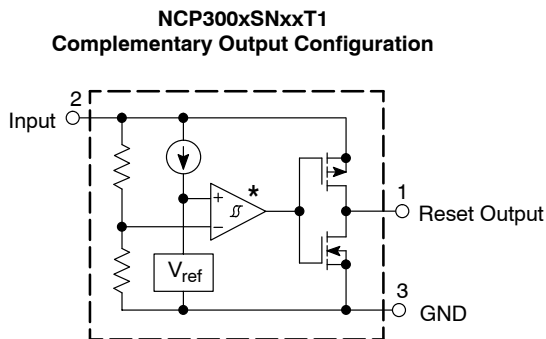 NCP300xSNxxT1
Complementary Output Configuration
2
Input
*
+
−
1
Reset Output
Vref
3
GND